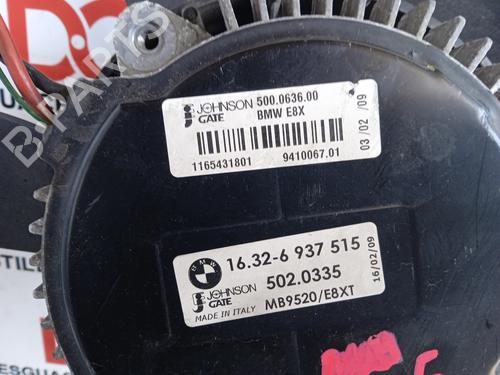 JOHNSON
GATE
500.0636.00
BMW E8X
1165431801
9410067.01
03/02 /09
BMW
16.32-6 937 515
JOHNSON
GATE
502.0335
MADE IN ITALY
MB9520/E8XT
16/02/09
B-PARTS